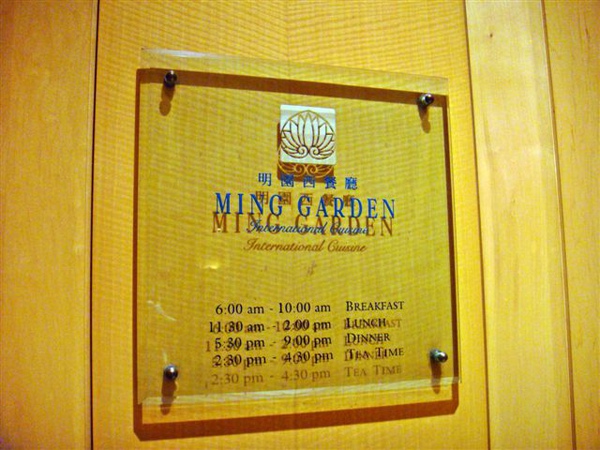 明園西餐廳
MING GARDEN
International Cuisine
6:00 am - 10:00 am BREAKFAST
11:30 am - 2:00 pm LUNCH
5:30 pm - 9:00 pm DINNER
2:30 pm - 4:30 pm TEA TIME